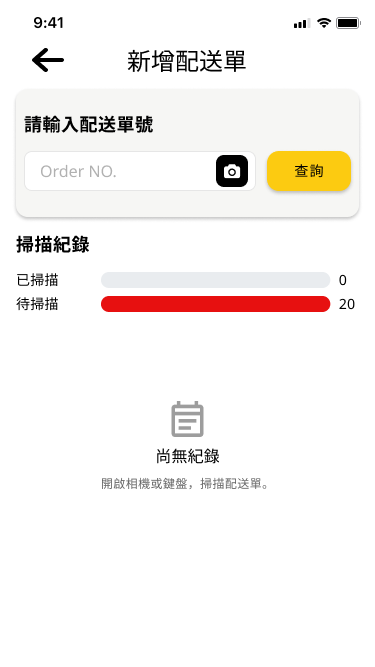 9:41
新增配送單
請輸入配送單號
Order NO.
查詢
掃描紀錄
已掃描 0
待掃描 20
尚無紀錄
開啟相機或鍵盤，掃描配送單。